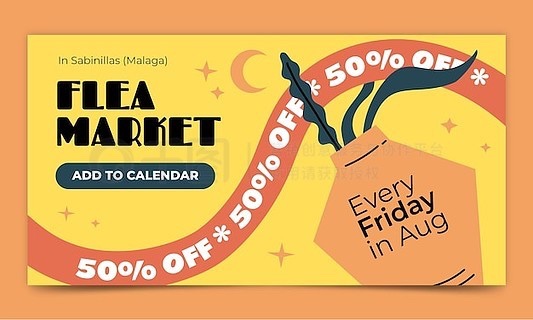 In Sabinillas (Malaga)
FLEA
MARKET
ADD TO CALENDAR
50% OFF* 50% OFF* 50% OFF*
Every
Friday
in Aug